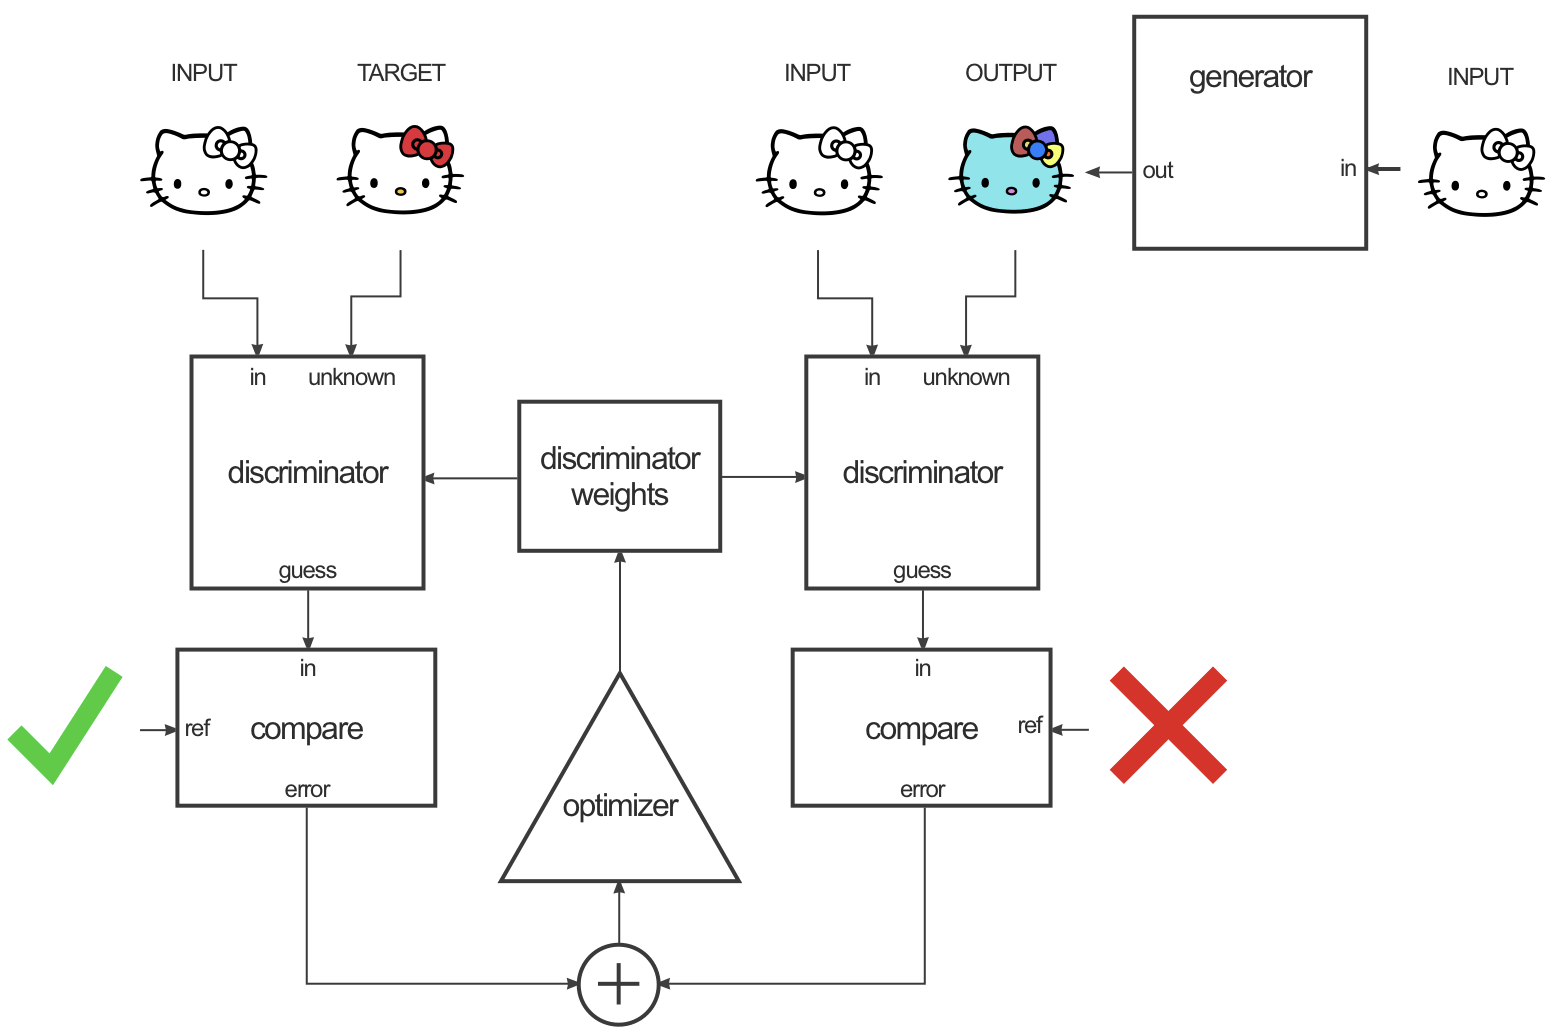 INPUT
TARGET
INPUT
OUTPUT
generator
INPUT
out
in
in
unknown
discriminator
guess
discriminator
weights
in
unknown
discriminator
guess
in
ref
compare
error
optimizer
in
ref
compare
error
+